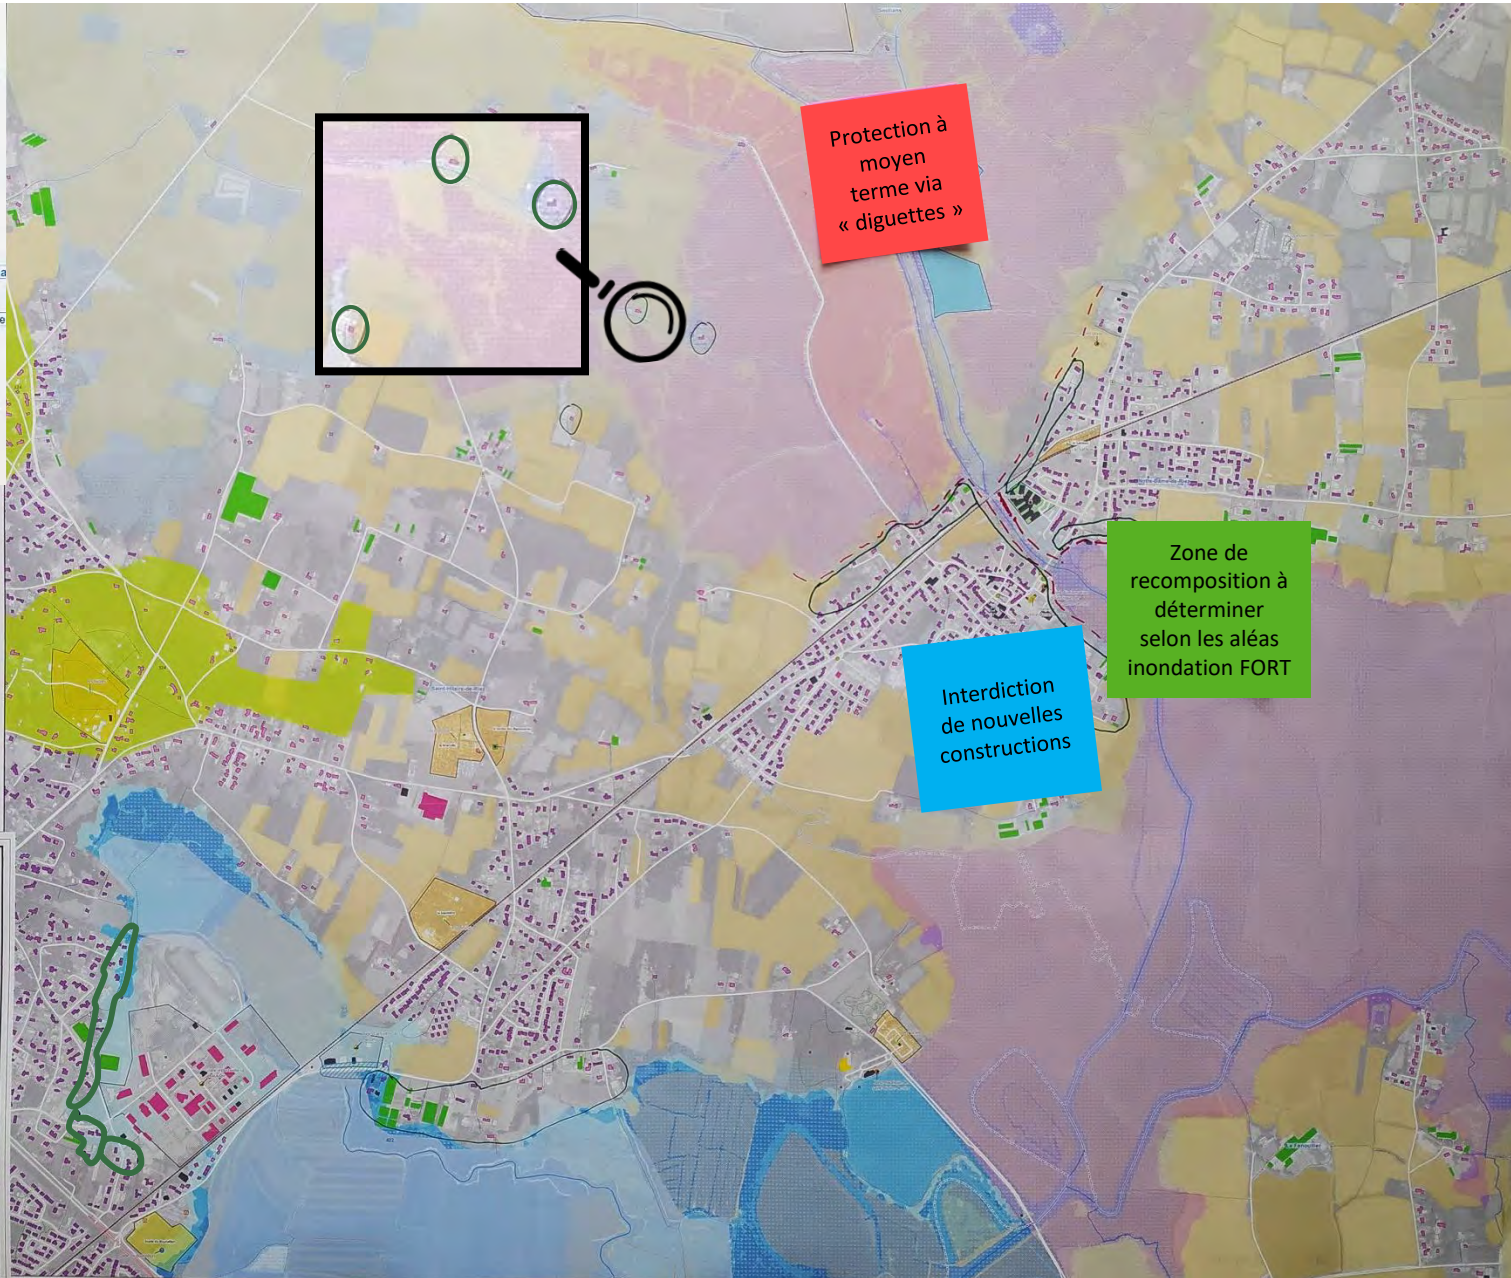 Protection à
moyen
terme via
« diguettes »
Zone de
recomposition à
déterminer
selon les aléas
inondation FORT
Interdiction
de nouvelles
constructions